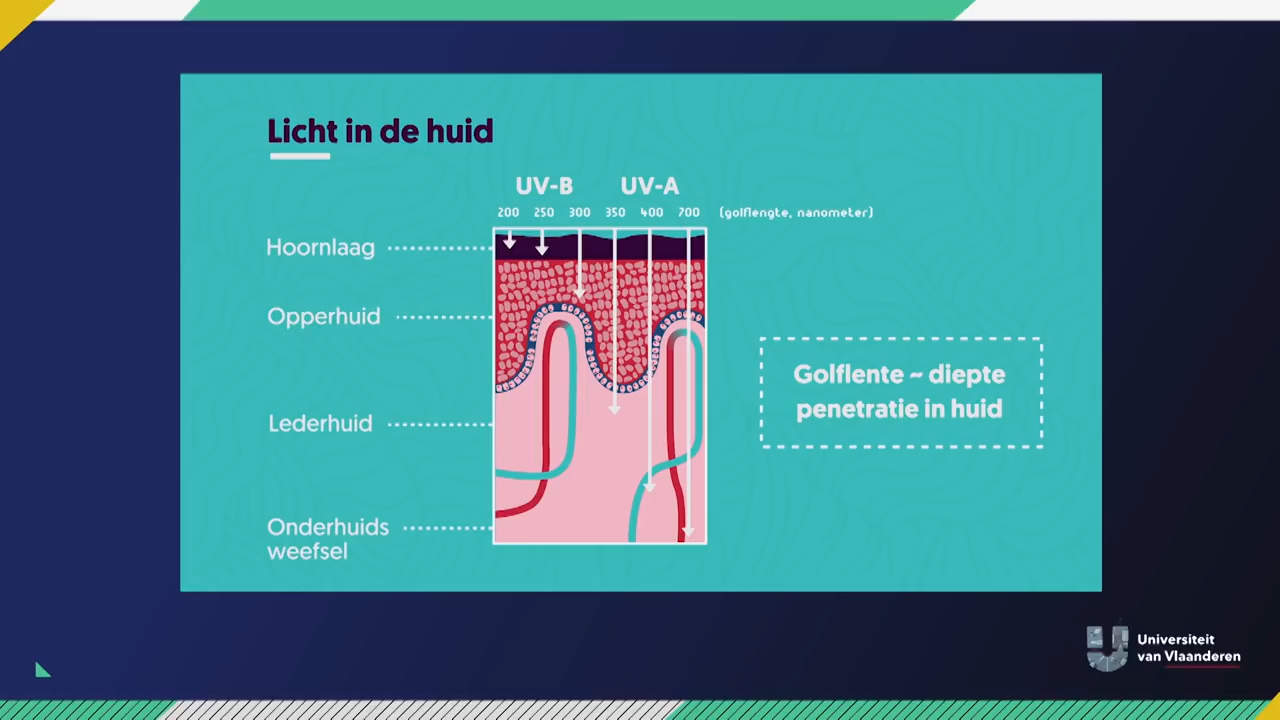 Licht in de huid
UV-B UV-A
200 250 300 350 400 700 (golflengte, nanometer)
Hoornlaag
Opperhuid
Lederhuid
Onderhuids
weefsel
Golflente ~ diepte
penetratie in huid
Universiteit
van Vlaanderen